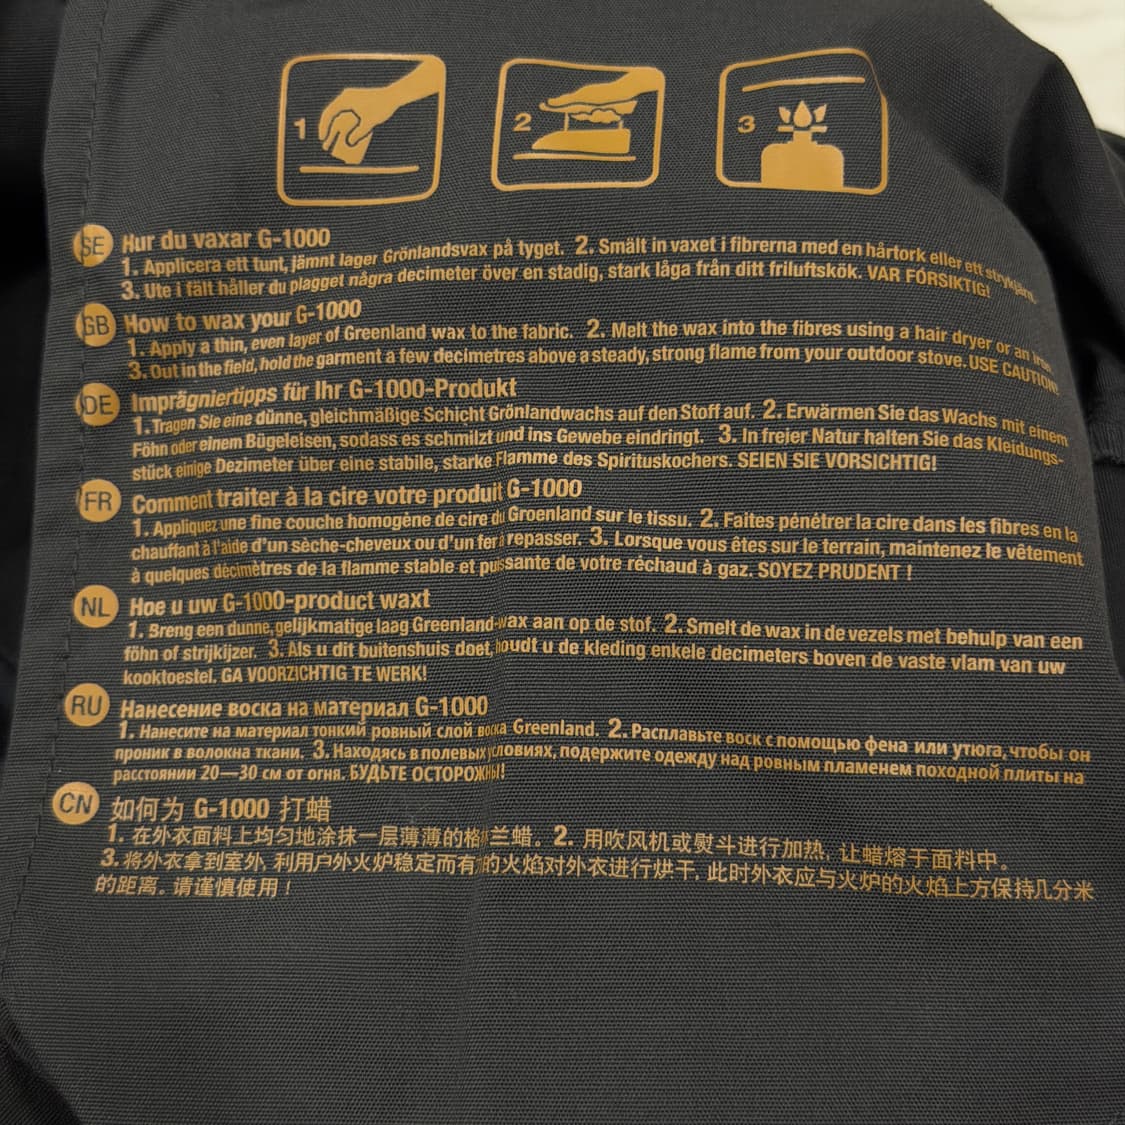 1
2
3
SE Hur du vaxar G-1000
1. Applicera ett tunt, jämnt lager Grönlandsvax på tyget. 2. Smält in vaxet i fibrerna med en hårtork eller ett strykjärn.
3. Ute i fält håller du plagget några decimeter över en stadig, stark låga från ditt friluftskök. VAR FÖRSIKTIG!
GB How to wax your G-1000
1. Apply a thin, even layer of Greenland wax to the fabric. 2. Melt the wax into the fibres using a hair dryer or an iron.
3. Out in the field, hold the garment a few decimetres above a steady, strong flame from your outdoor stove. USE CAUTION!
DE Imprägniertipps für Ihr G-1000-Produkt
1. Tragen Sie eine dünne, gleichmäßige Schicht Grönlandwachs auf den Stoff auf. 2. Erwärmen Sie das Wachs mit einem
Föhn oder einem Bügeleisen, sodass es schmilzt und ins Gewebe eindringt. 3. In freier Natur halten Sie das Kleidungs-
stück einige Dezimeter über eine stabile, starke Flamme des Spirituskochers. SEIEN SIE VORSICHTIG!
FR Comment traiter à la cire votre produit G-1000
1. Appliquez une fine couche homogène de cire du Groenland sur le tissu. 2. Faites pénétrer la cire dans les fibres en la
chauffant à l'aide d'un sèche-cheveux ou d'un fer à repasser. 3. Lorsque vous êtes sur le terrain, maintenez le vêtement
à quelques décimètres de la flamme stable et puissante de votre réchaud à gaz. SOYEZ PRUDENT !
NL Hoe u uw G-1000-product waxt
1. Breng een dunne, gelijkmatige laag Greenland-wax aan op de stof. 2. Smelt de wax in de vezels met behulp van een
föhn of strijkijzer. 3. Als u dit buitenshuis doet, houdt u de kleding enkele decimeters boven de vaste vlam van uw
kooktoestel. GA VOORZICHTIG TE WERK!
RU Нанесение воска на материал G-1000
1. Нанесите на материал тонкий ровный слой воска Greenland. 2. Расплавьте воск с помощью фена или утюга, чтобы он
проник в волокна ткани. 3. Находясь в полевых условиях, подержите одежду над ровным пламенем походной плиты на
расстоянии 20—30 см от огня. БУДЬТЕ ОСТОРОЖНЫ!
CN 如何为 G-1000 打蜡
1. 在外衣面料上均匀地涂抹一层薄薄的格兰蜡。 2. 用吹风机或熨斗进行加热, 让蜡熔于面料中。
3. 将外衣拿到室外, 利用户外火炉稳定而有的火焰对外衣进行烘干, 此时外衣应与火炉的火焰上方保持几分米
的距离。请谨慎使用！